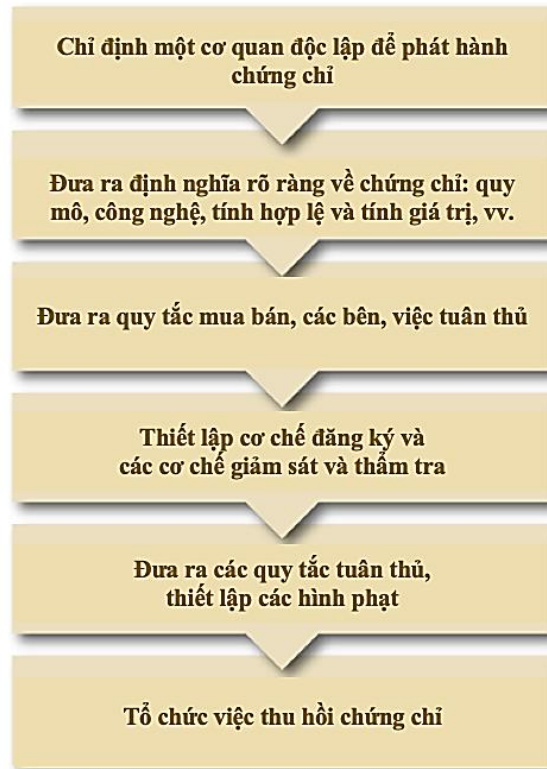 Chỉ định một cơ quan độc lập để phát hành
chứng chỉ
Đưa ra định nghĩa rõ ràng về chứng chỉ: quy
mô, công nghệ, tính hợp lệ và tính giá trị, vv.
Đưa ra quy tắc mua bán, các bên, việc tuân thủ
Thiết lập cơ chế đăng ký và
các cơ chế giảm sát và thẩm tra
Đưa ra các quy tắc tuân thủ,
thiết lập các hình phạt
Tổ chức việc thu hồi chứng chỉ